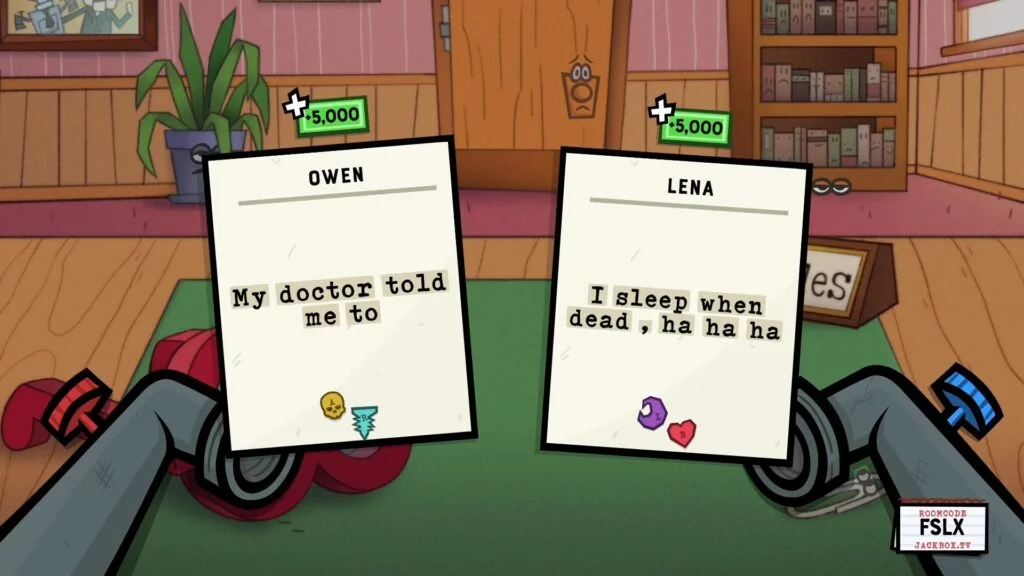 +5,000
+5,000
OWEN
My doctor told
me to
LENA
I sleep when
dead , ha ha ha
ROOMCODE
FSLX
JACKBOX.TV